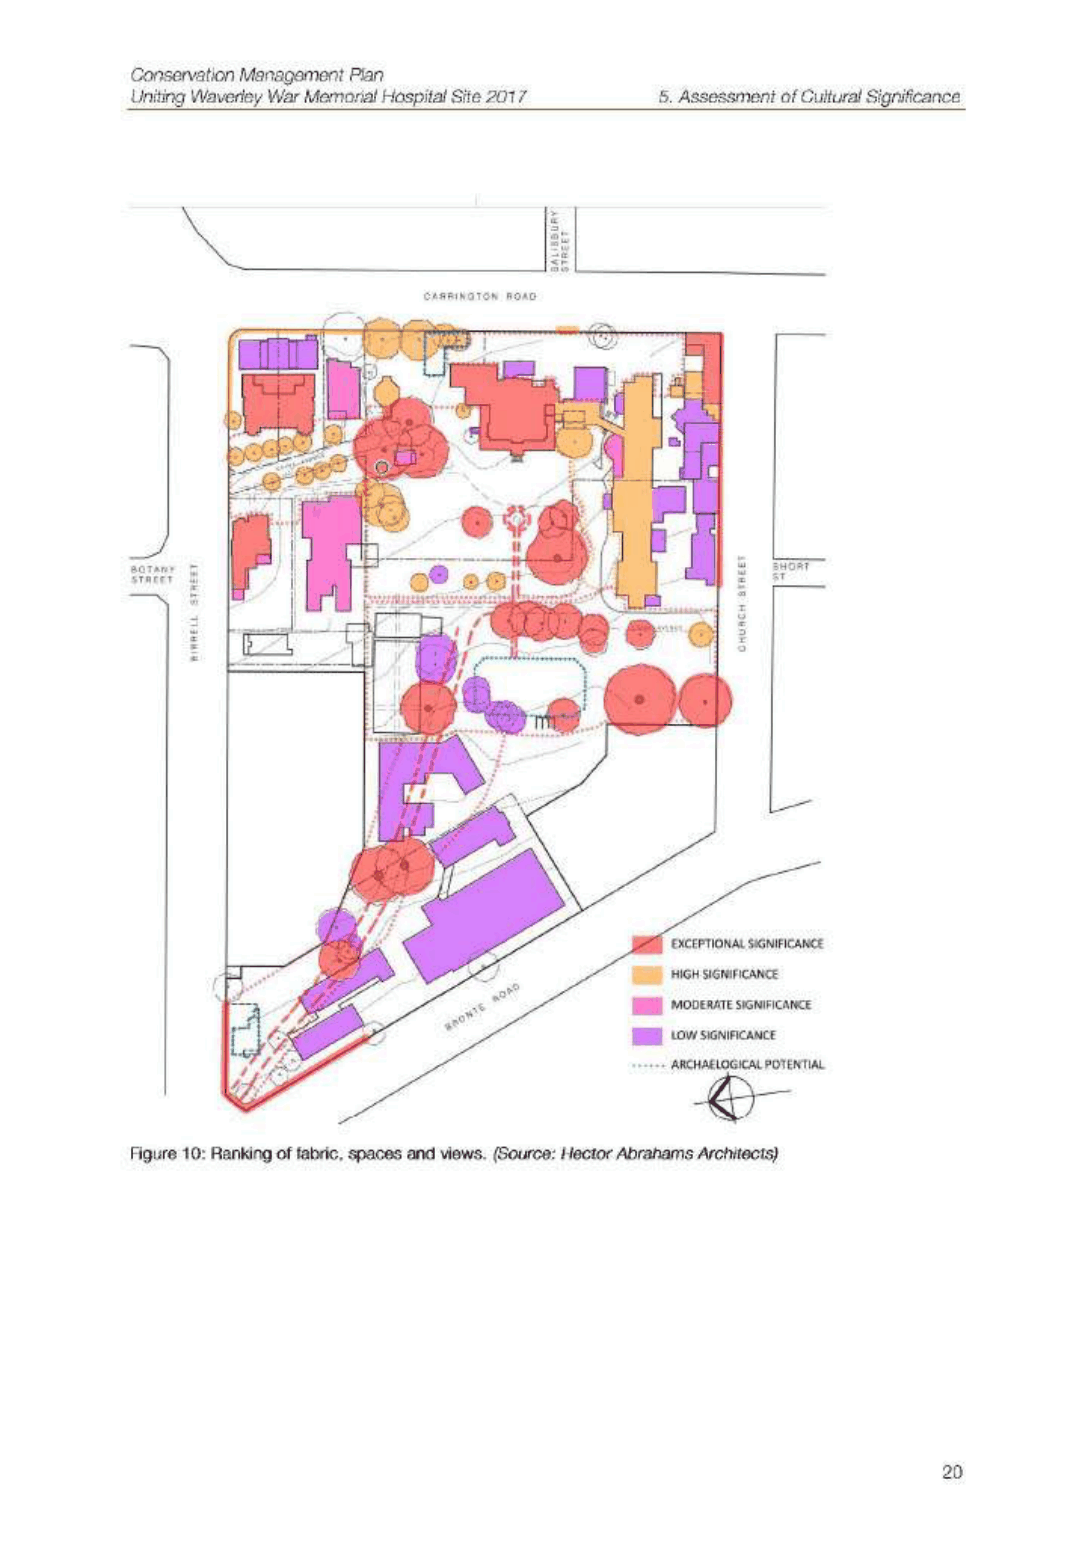 Conservation Management Plan
Uniting Waverley War Memorial Hospital Site 2017
5. Assessment of Cultural Significance
SALISBURY
STREET
CARRINGTON ROAD
BOTANY
STREET
BIRRELL STREET
CHURCH STREET
SHORT
ST
BRONTE ROAD
EXCEPTIONAL SIGNIFICANCE
HIGH SIGNIFICANCE
MODERATE SIGNIFICANCE
LOW SIGNIFICANCE
ARCHAELOGICAL POTENTIAL
Figure 10: Ranking of fabric, spaces and views. (Source: Hector Abrahams Architects)
20